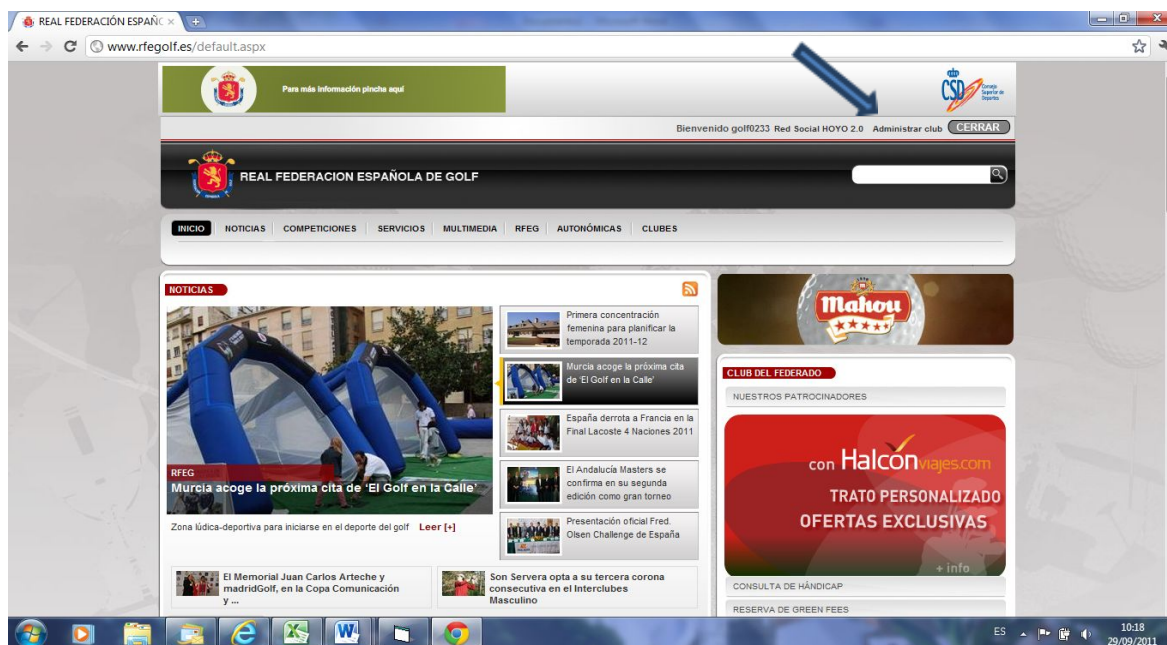 REAL FEDERACIÓN ESPAÑC
www.rfegolf.es/default.aspx
Para más información pincha aquí
CSD Consejo Superior de Deportes
Bienvenido golf0233 Red Social HOYO 2.0 Administrar club CERRAR
REAL FEDERACION ESPAÑOLA DE GOLF
INICIO NOTICIAS COMPETICIONES SERVICIOS MULTIMEDIA RFEG AUTONÓMICAS CLUBES
NOTICIAS
RFEG
Murcia acoge la próxima cita de 'El Golf en la Calle'
Zona lúdica-deportiva para iniciarse en el deporte del golf Leer [+]
Primera concentración
femenina para planificar la
temporada 2011-12
Murcia acoge la próxima cita
de 'El Golf en la Calle'
España derrota a Francia en la
Final Lacoste 4 Naciones 2011
El Andalucía Masters se
confirma en su segunda
edición como gran torneo
Presentación oficial Fred.
Olsen Challenge de España
El Memorial Juan Carlos Arteche y
madridGolf, en la Copa Comunicación
y ...
Son Servera opta a su tercera corona
consecutiva en el Interclubes
Masculino
Mahou
CLUB DEL FEDERADO
NUESTROS PATROCINADORES
con Halcónviajes.com
TRATO PERSONALIZADO
OFERTAS EXCLUSIVAS
+ info
CONSULTA DE HÁNDICAP
RESERVA DE GREEN FEES
ES
10:18
29/09/2011